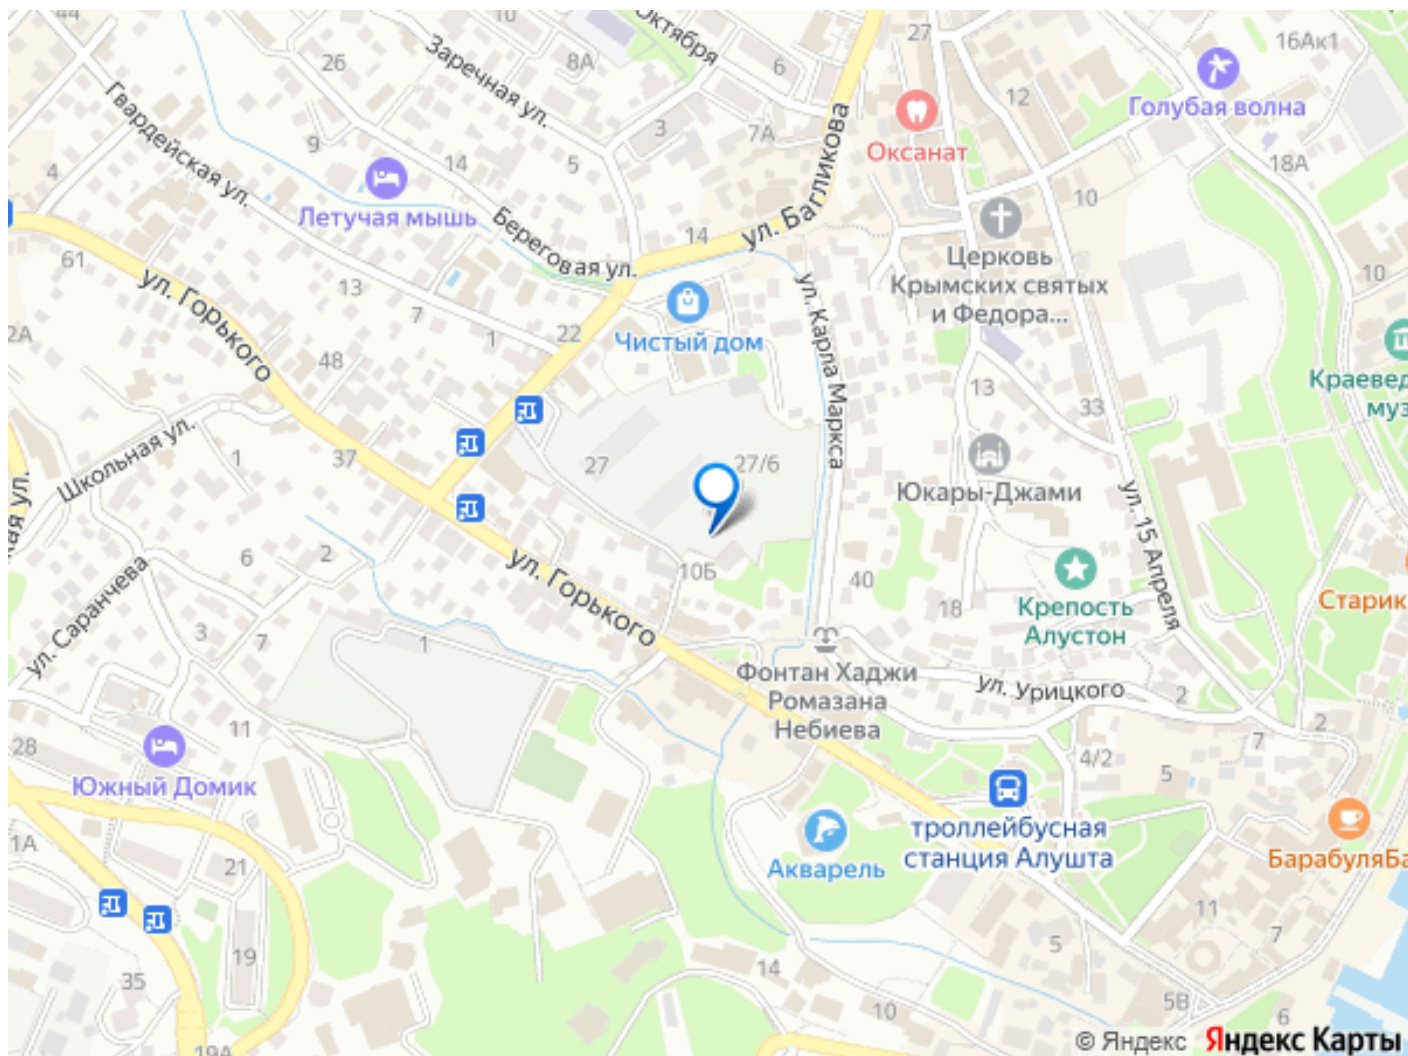 44
10
Октября
27
16Ак1
Заречная ул.
26
8А
6
Голубая волна
Гвардейская ул.
12
9
3
7А
Оксанат
4
14
5
18А
Летучая мышь
10
Береговая ул.
14
ул. Багликова
Церковь
Крымских святых
и Федора...
61
ул. Горького
13
7
1
22
10
2А
48
Чистый дом
ул. Карла Маркса
Краевед
муз
13
33
Школьная ул.
1
37
27
27/6
Юкары-Джами
ул. 15 Апреля
кая ул.
6
2
ул. Горького
10Б
40
18
Крепость
Алустон
Старик
ул. Саранчева
3
7
1
Фонтан Хаджи
Ромазана
Небиева
ул. Урицкого
2
2
7
11
28
Южный Домик
4/2
5
троллейбусная
станция Алушта
Акварель
БарабуляБа
1А
21
11
7
19
5
35
14
10
5В
6
19А
© Яндекс Яндекс Карты